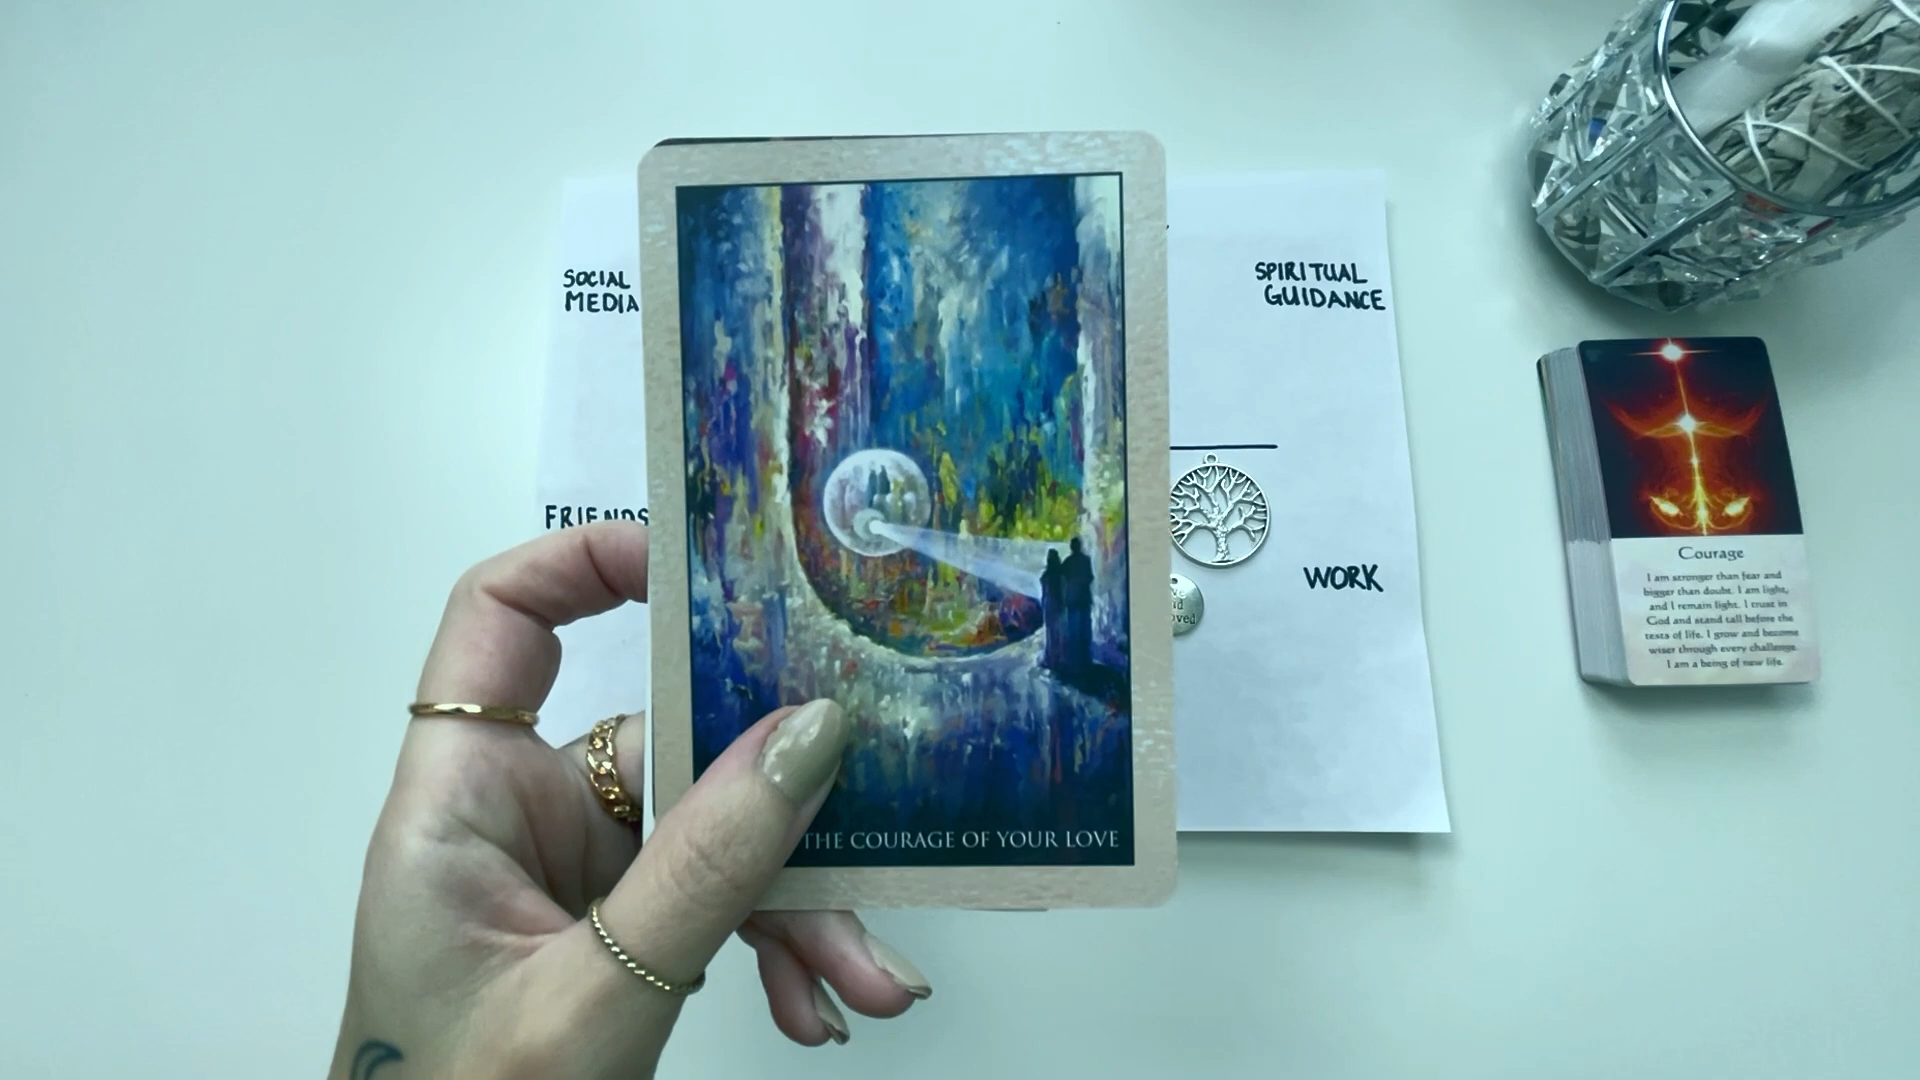 SOCIAL
MEDIA
SPIRITUAL
GUIDANCE
FRIENDS
WORK
THE COURAGE OF YOUR LOVE
Courage
I am stronger than fear and
bigger than doubt. I am light,
and I remain light. I trust in
God and stand tall before the
tests of life. I grow and become
wiser through every challenge.
I am a being of new life.